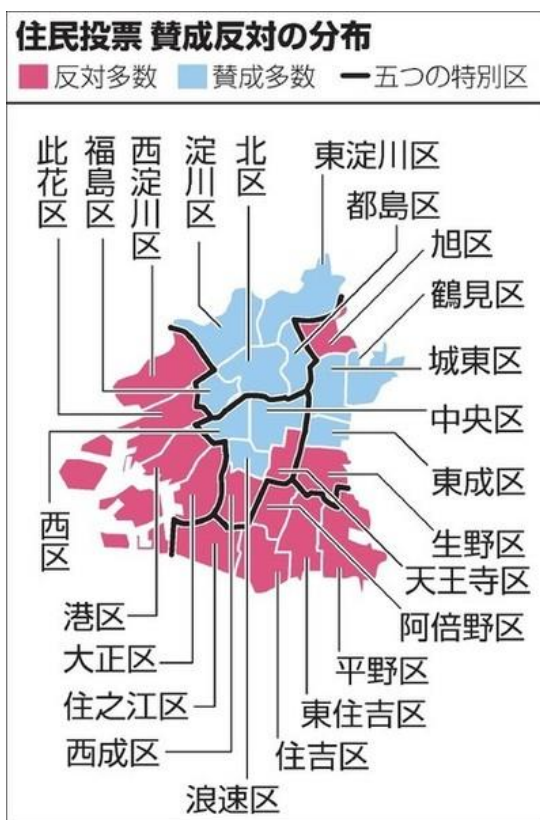 住民投票 賛成反対の分布
反対多数 賛成多数 五つの特別区
此花区
福島区
西淀川区
淀川区
北区
東淀川区
都島区
旭区
鶴見区
城東区
中央区
東成区
生野区
天王寺区
阿倍野区
平野区
東住吉区
住吉区
浪速区
西成区
住之江区
大正区
港区
西区